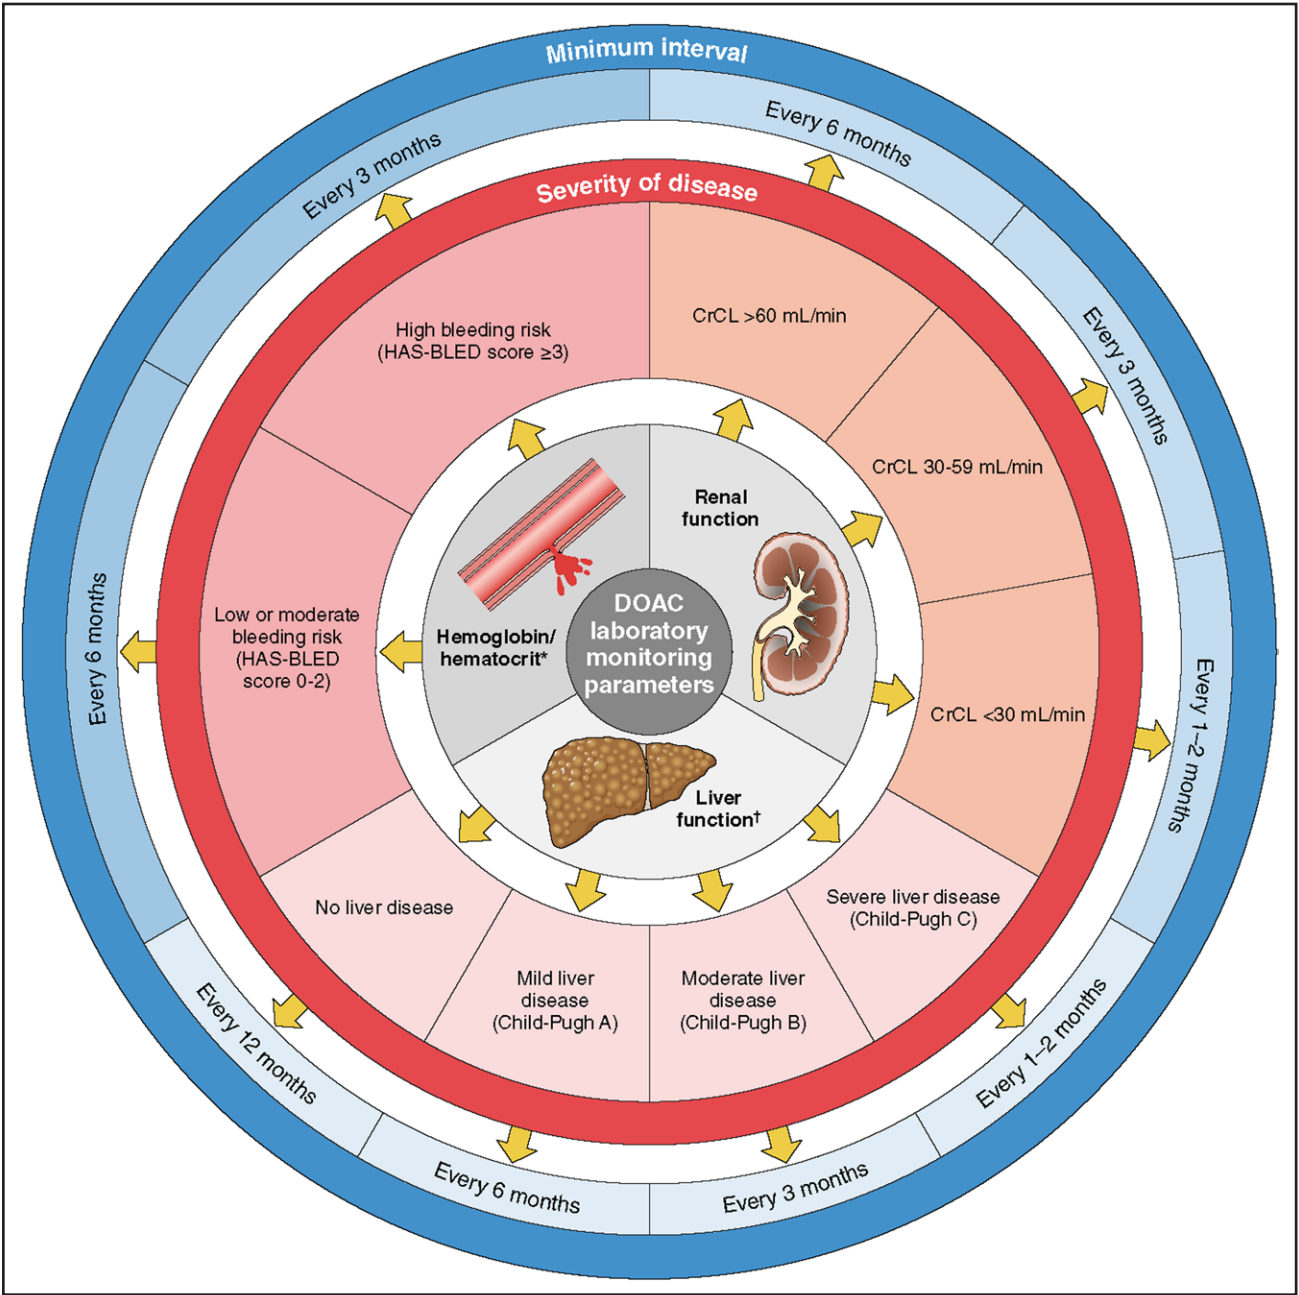 Minimum interval
Every 3 months
Every 6 months
Every 3 months
Every 1–2 months
Every 1–2 months
Every 3 months
Every 6 months
Every 12 months
Every 6 months
Severity of disease
High bleeding risk
(HAS-BLED score ≥3)
CrCL >60 mL/min
CrCL 30-59 mL/min
CrCL <30 mL/min
Severe liver disease
(Child-Pugh C)
Moderate liver
disease
(Child-Pugh B)
Mild liver
disease
(Child-Pugh A)
No liver disease
Low or moderate
bleeding risk
(HAS-BLED
score 0-2)
Renal
function
Hemoglobin/
hematocrit*
Liver
function†
DOAC
laboratory
monitoring
parameters